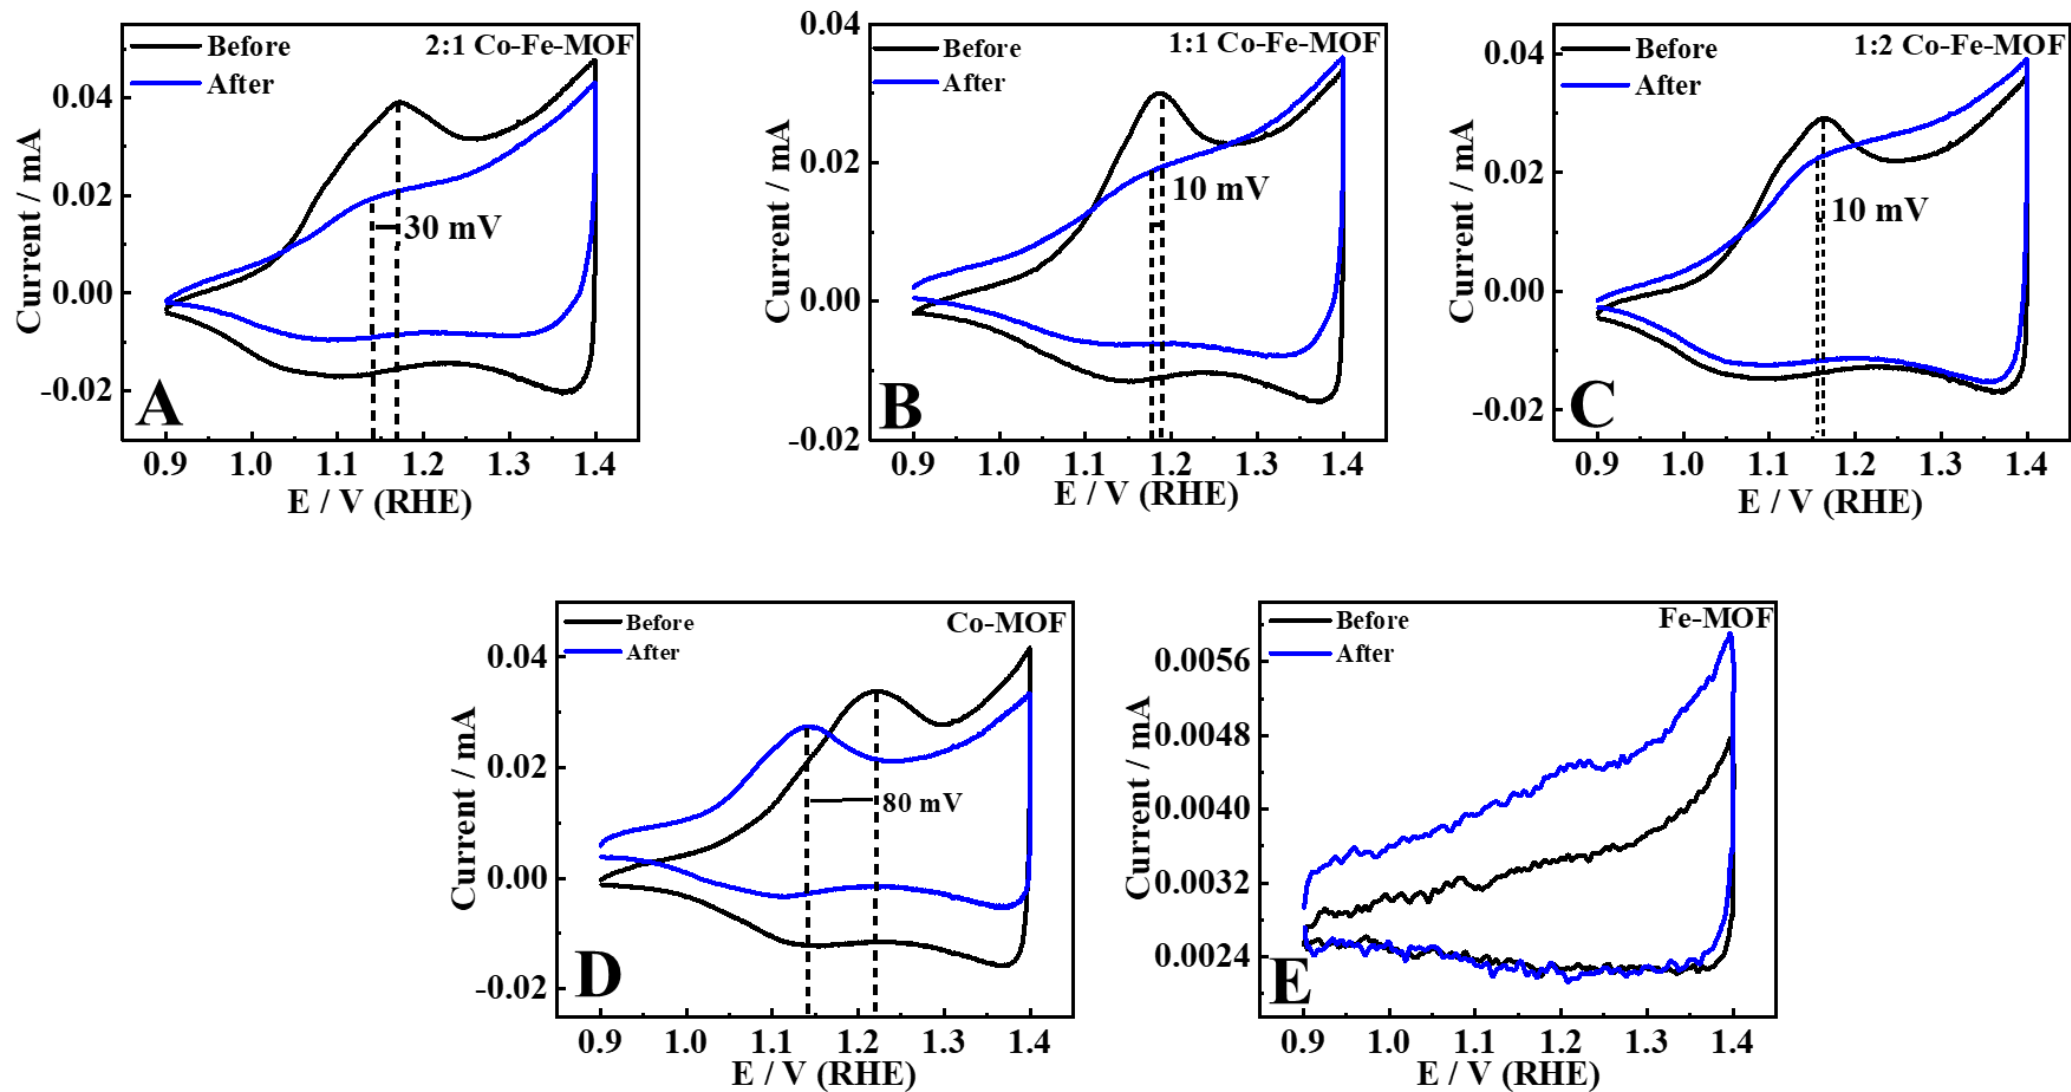 Before
After
2:1 Co-Fe-MOF
30 mV
A
Current / mA
0.04
0.02
0.00
-0.02
0.9 1.0 1.1 1.2 1.3 1.4
E / V (RHE)
Before
After
1:1 Co-Fe-MOF
10 mV
B
Current / mA
0.04
0.02
0.00
-0.02
0.9 1.0 1.1 1.2 1.3 1.4
E / V (RHE)
Before
After
1:2 Co-Fe-MOF
10 mV
C
Current / mA
0.04
0.02
0.00
-0.02
0.9 1.0 1.1 1.2 1.3 1.4
E / V (RHE)
Before
After
Co-MOF
80 mV
D
Current / mA
0.04
0.02
0.00
-0.02
0.9 1.0 1.1 1.2 1.3 1.4
E / V (RHE)
Before
After
Fe-MOF
E
Current / mA
0.0056
0.0048
0.0040
0.0032
0.0024
0.9 1.0 1.1 1.2 1.3 1.4
E / V (RHE)